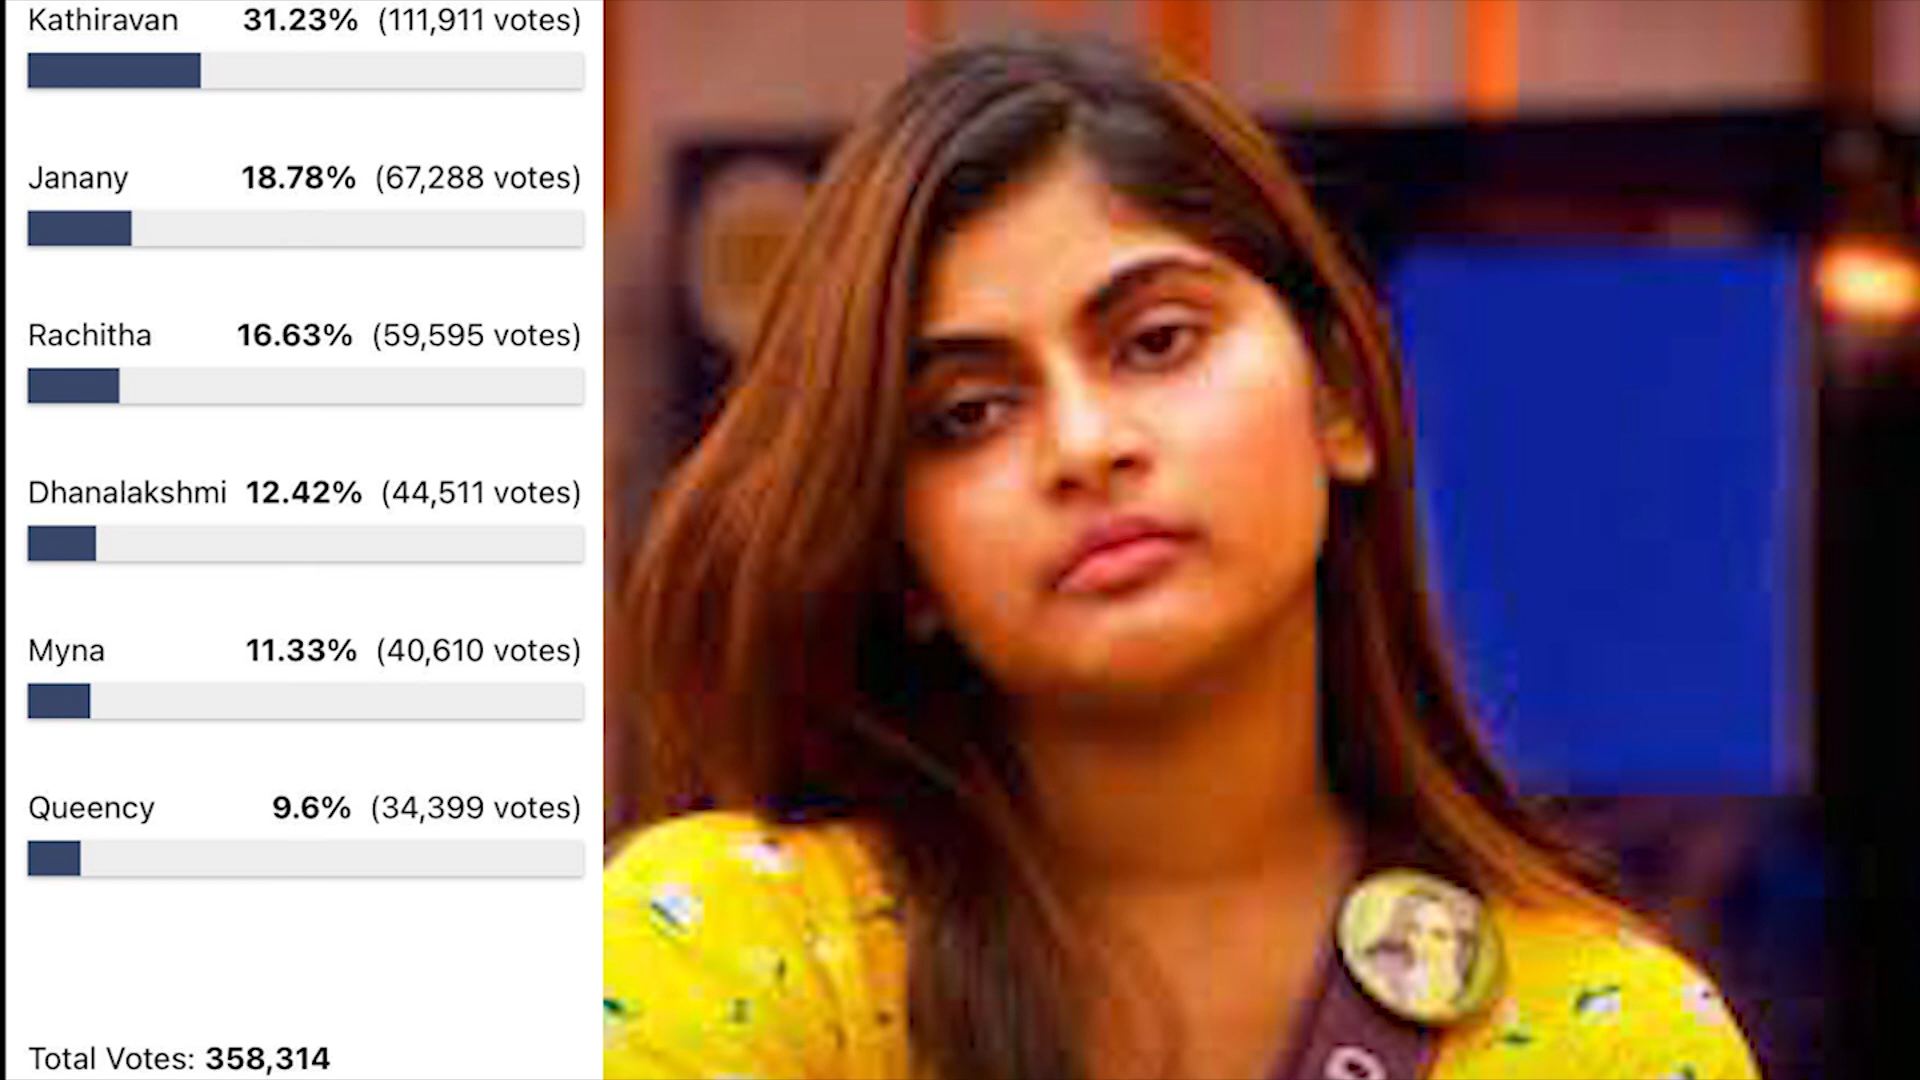 Kathiravan 31.23% (111,911 votes)
Janany 18.78% (67,288 votes)
Rachitha 16.63% (59,595 votes)
Dhanalakshmi 12.42% (44,511 votes)
Myna 11.33% (40,610 votes)
Queency 9.6% (34,399 votes)
Total Votes: 358,314
D